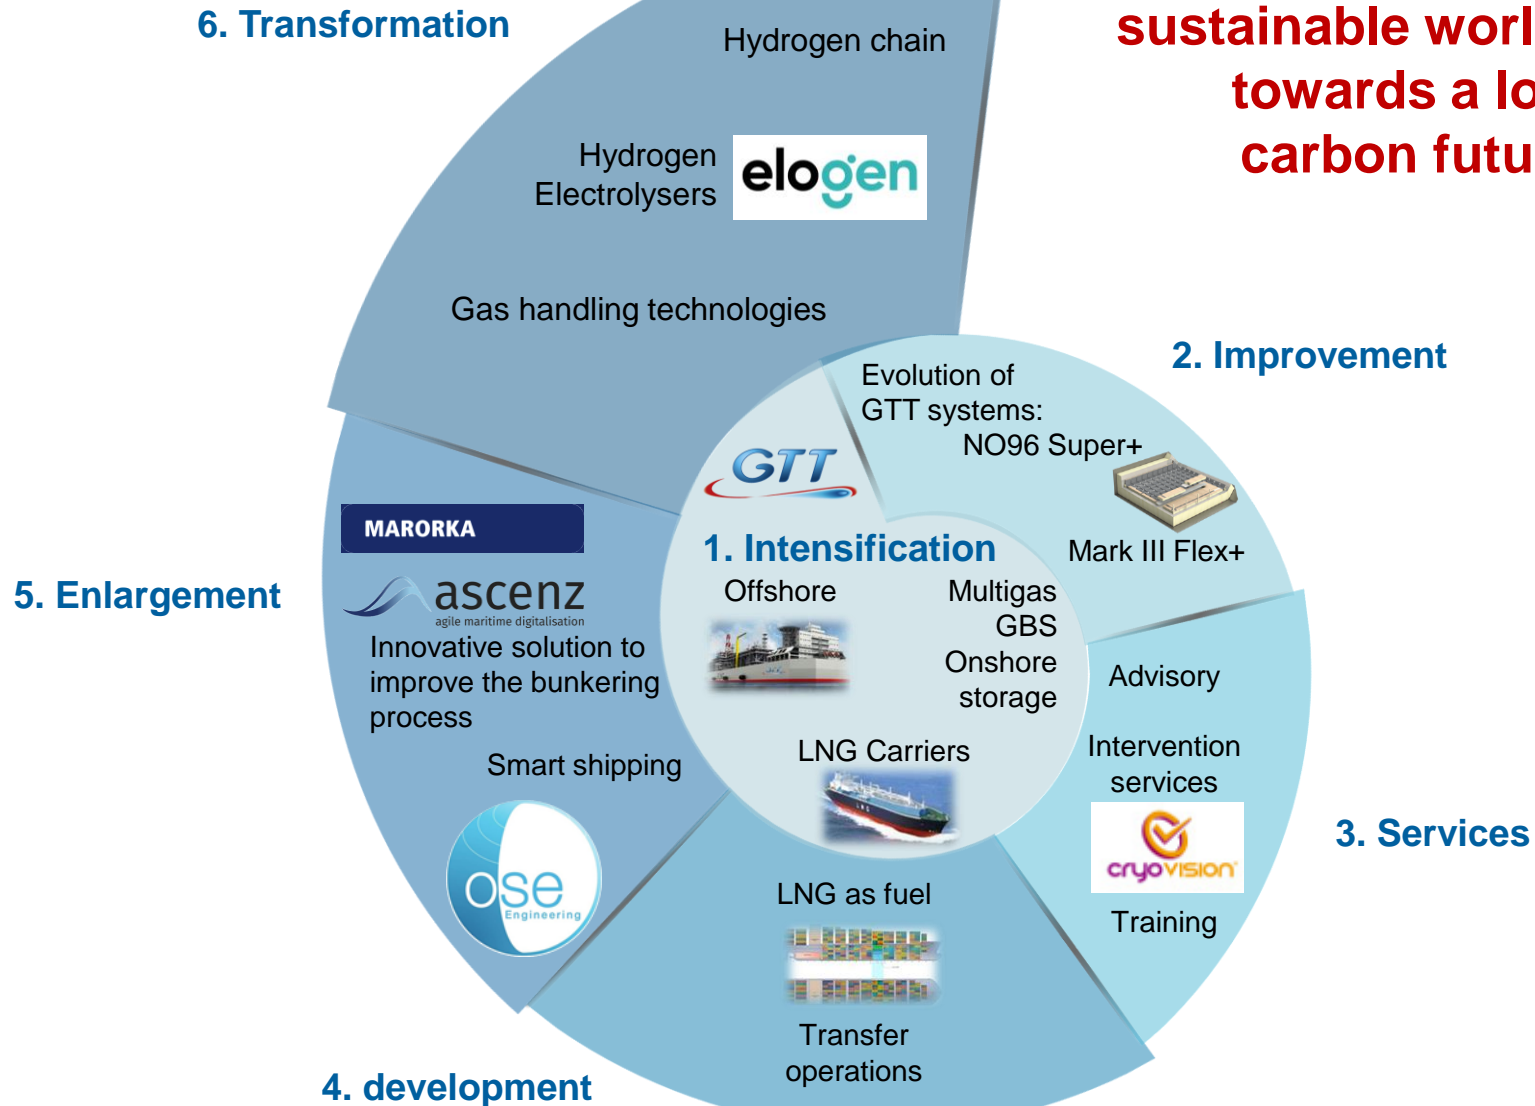 6. Transformation
Hydrogen chain
sustainable worl
towards a lo
carbon futu
Hydrogen
Electrolysers
elogen
Gas handling technologies
2. Improvement
Evolution of
GTT systems:
NO96 Super+
Mark III Flex+
GTT
1. Intensification
Offshore
Multigas
GBS
Onshore
storage
LNG Carriers
LNG
5. Enlargement
MARORKA
ascenz
agile maritime digitalisation
Innovative solution to
improve the bunkering
process
Smart shipping
ose
Engineering
Advisory
Intervention
services
cryovision
Training
3. Services
LNG as fuel
Transfer
operations
4. development